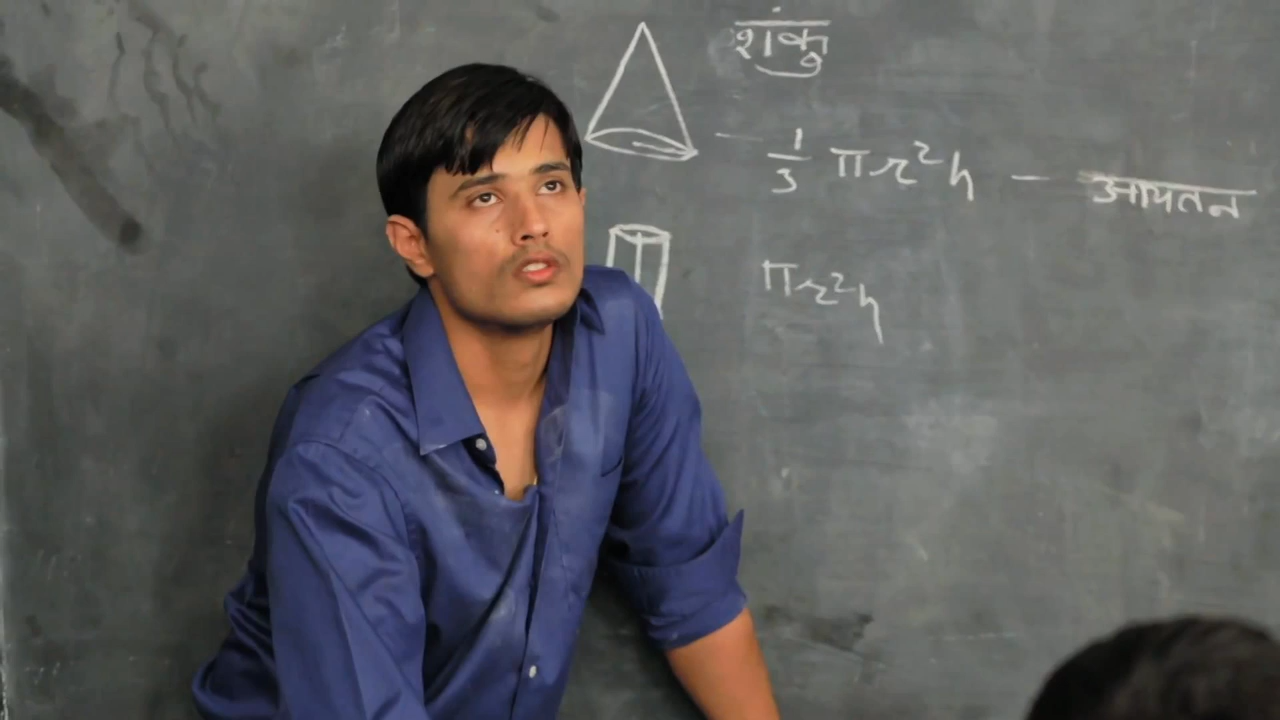 शंकु
— 1/3 πr²h — आयतन
πr²h